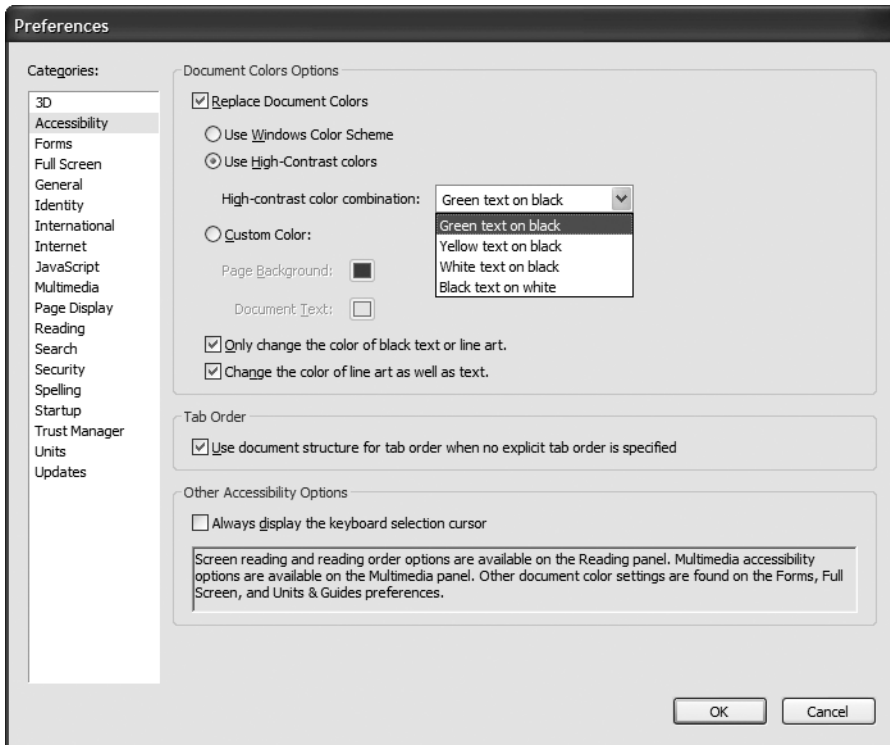 Preferences
Categories:
3D
Accessibility
Forms
Full Screen
General
Identity
International
Internet
JavaScript
Multimedia
Page Display
Reading
Search
Security
Spelling
Startup
Trust Manager
Units
Updates
Document Colors Options
Replace Document Colors
Use Windows Color Scheme
Use High-Contrast colors
High-contrast color combination: Green text on black
Green text on black
Yellow text on black
White text on black
Black text on white
Custom Color:
Page Background:
Document Text:
Only change the color of black text or line art.
Change the color of line art as well as text.
Tab Order
Use document structure for tab order when no explicit tab order is specified
Other Accessibility Options
Always display the keyboard selection cursor
Screen reading and reading order options are available on the Reading panel. Multimedia accessibility
options are available on the Multimedia panel. Other document color settings are found on the Forms, Full
Screen, and Units & Guides preferences.
OK Cancel